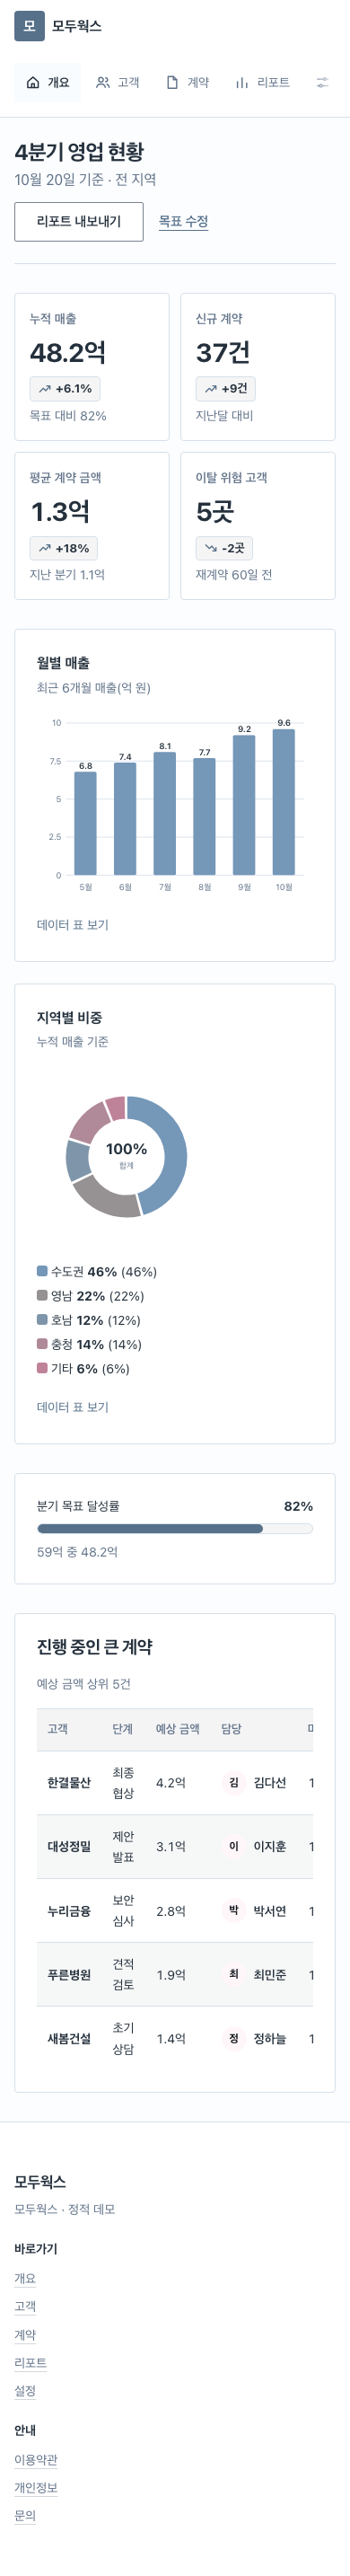 모 모두웍스
개요 고객 계약 리포트
4분기 영업 현황
10월 20일 기준 · 전 지역
리포트 내보내기 목표 수정
누적 매출
48.2억
+6.1%
목표 대비 82%
신규 계약
37건
+9건
지난달 대비
평균 계약 금액
1.3억
+18%
지난 분기 1.1억
이탈 위험 고객
5곳
-2곳
재계약 60일 전
월별 매출
최근 6개월 매출(억 원)
10
7.5
5
2.5
0
6.8 7.4 8.1 7.7 9.2 9.6
5월 6월 7월 8월 9월 10월
데이터 표 보기
지역별 비중
누적 매출 기준
100%
합계
수도권 46% (46%)
영남 22% (22%)
호남 12% (12%)
충청 14% (14%)
기타 6% (6%)
데이터 표 보기
분기 목표 달성률 82%
59억 중 48.2억
진행 중인 큰 계약
예상 금액 상위 5건
고객 단계 예상 금액 담당
한결물산 최종 협상 4.2억 김 김다선
대성정밀 제안 발표 3.1억 이 이지훈
누리금융 보안 심사 2.8억 박 박서연
푸른병원 견적 검토 1.9억 최 최민준
새봄건설 초기 상담 1.4억 정 정하늘
모두웍스
모두웍스 · 정적 데모
바로가기
개요
고객
계약
리포트
설정
안내
이용약관
개인정보
문의